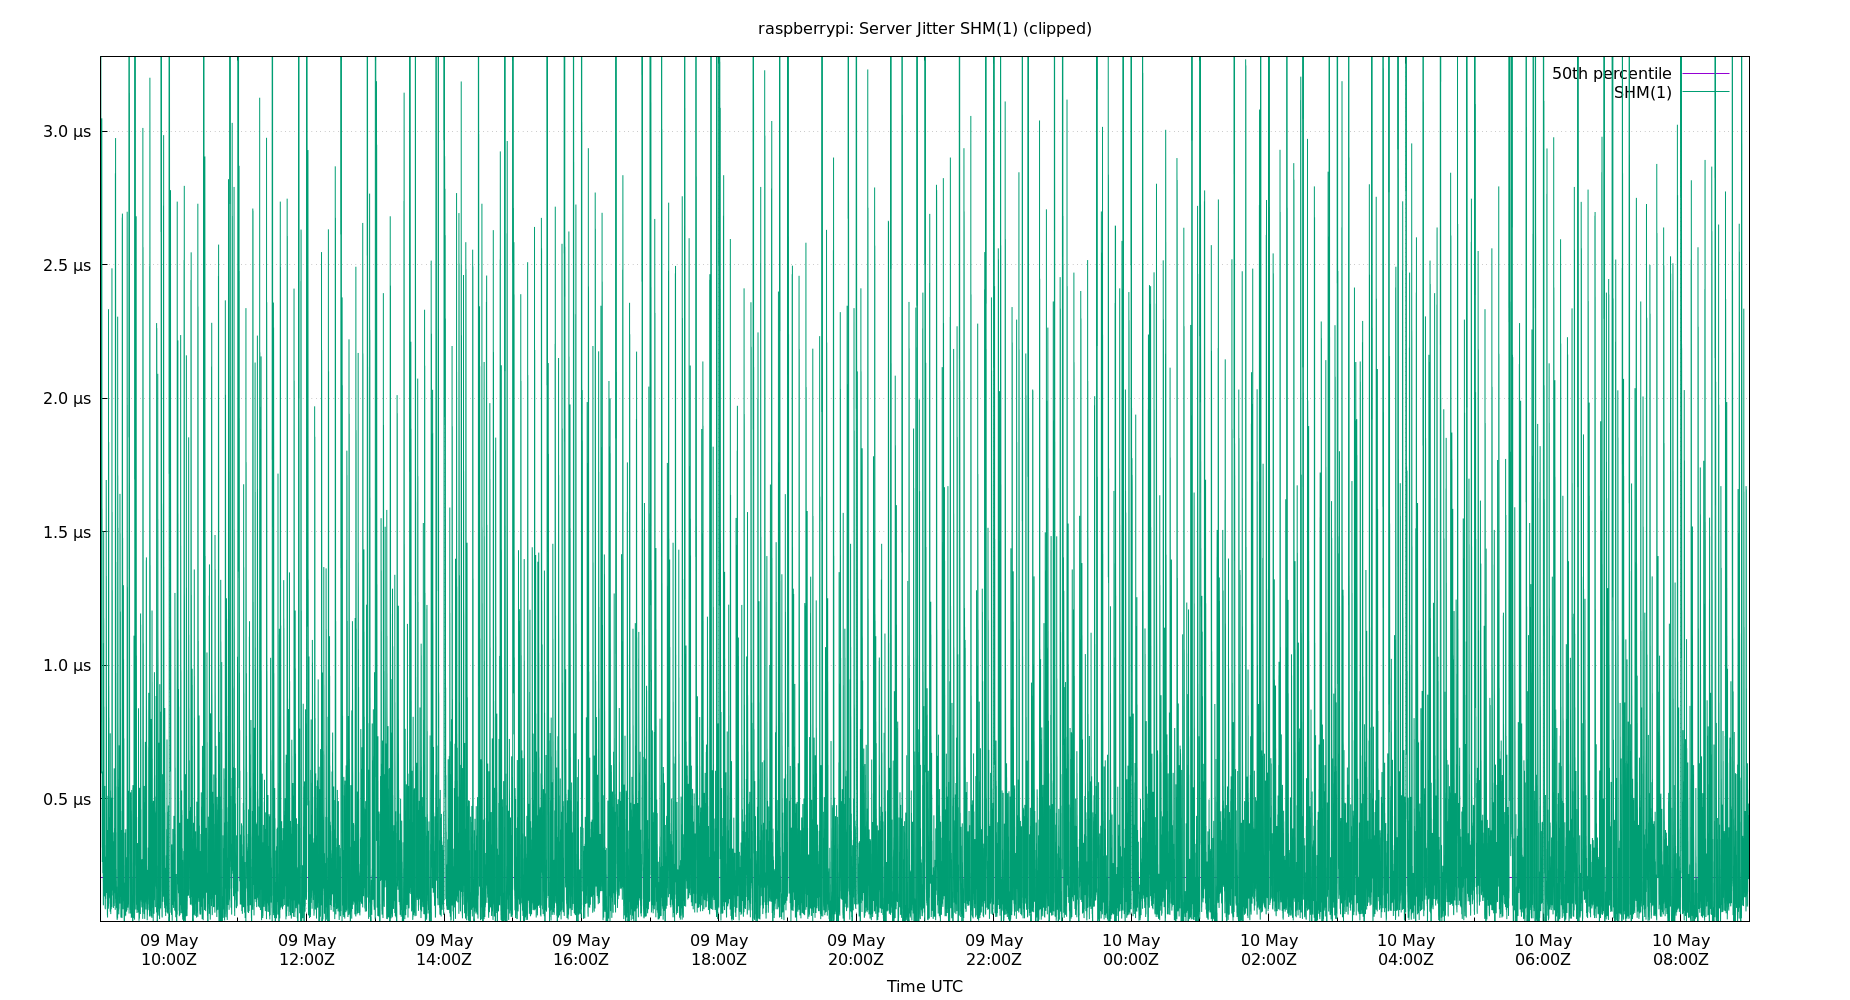 raspberrypi: Server Jitter SHM(1) (clipped)
50th percentile
SHM(1)
3.0 µs
2.5 µs
2.0 µs
1.5 µs
1.0 µs
0.5 µs
09 May 09 May 09 May 09 May 09 May 09 May 09 May 10 May 10 May 10 May 10 May 10 May
10:00Z 12:00Z 14:00Z 16:00Z 18:00Z 20:00Z 22:00Z 00:00Z 02:00Z 04:00Z 06:00Z 08:00Z
Time UTC